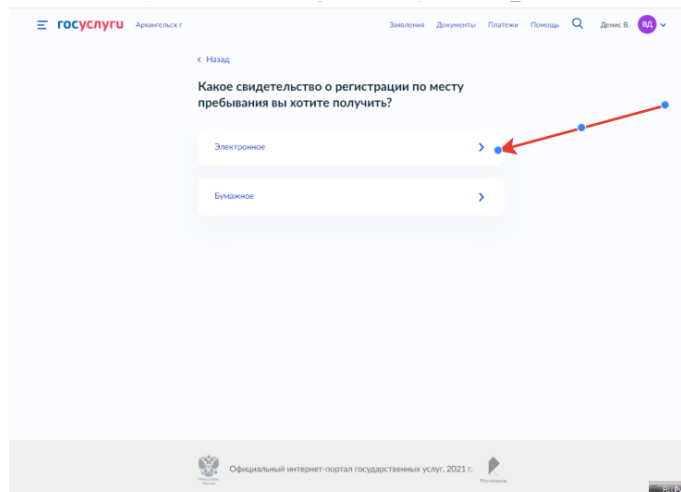 госуслуги Архангельск г Заявления Документы Платежи Помощь Денис В. ВД
Назад
Какое свидетельство о регистрации по месту
пребывания вы хотите получить?
Электронное
Бумажное
Официальный интернет-портал государственных услуг, 2021 г.